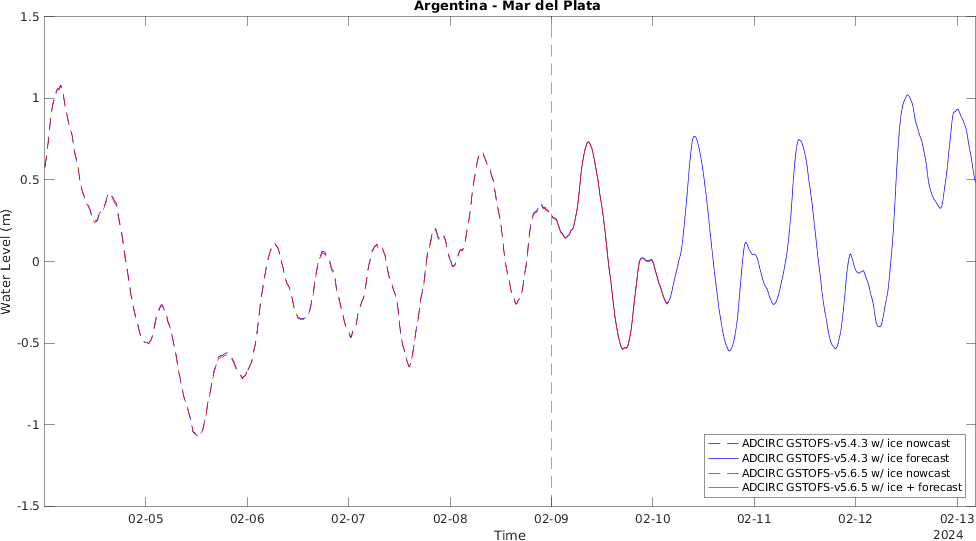 Argentina - Mar del Plata
1.5
1
0.5
0
-0.5
-1
-1.5
Water Level (m)
02-05 02-06 02-07 02-08 02-09 02-10 02-11 02-12 02-13
Time
2024
ADCIRC GSTOFS-v5.4.3 w/ ice nowcast
ADCIRC GSTOFS-v5.4.3 w/ ice forecast
ADCIRC GSTOFS-v5.6.5 w/ ice nowcast
ADCIRC GSTOFS-v5.6.5 w/ ice + forecast